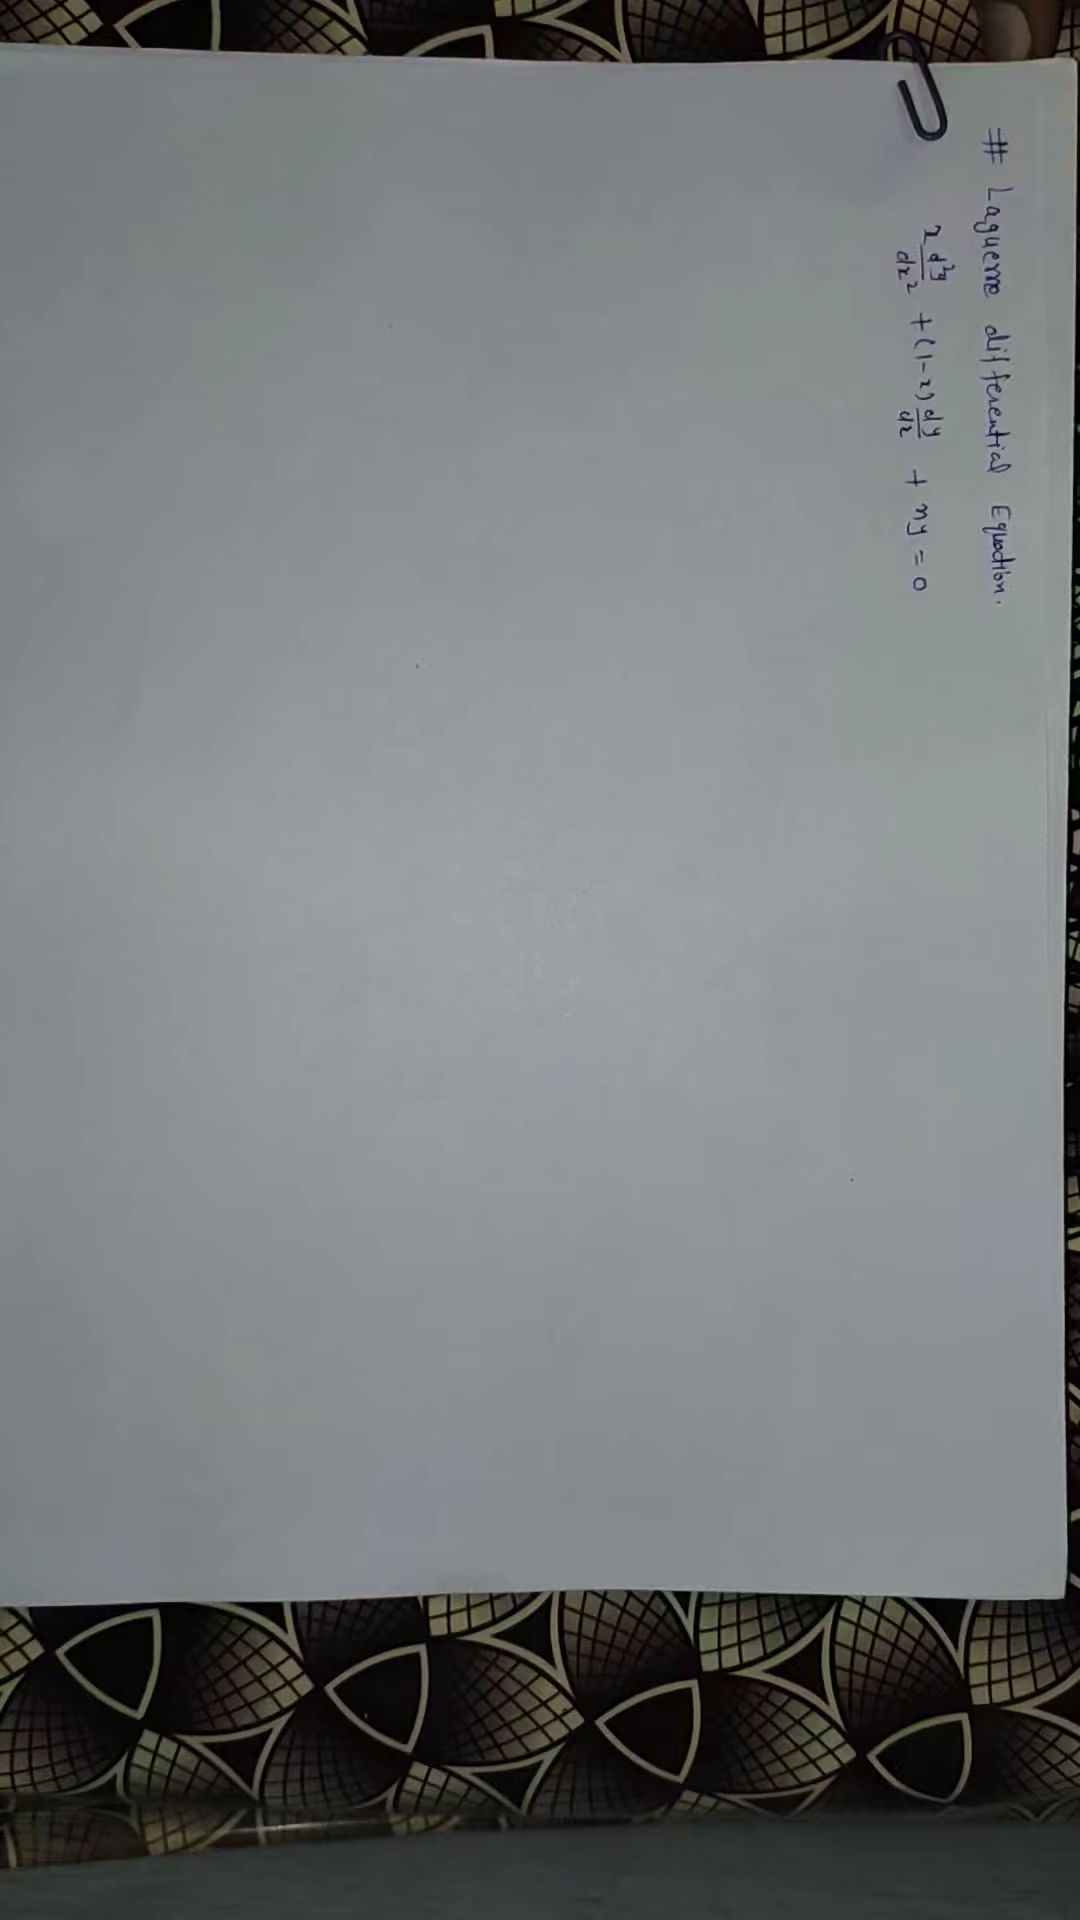 # Laguerre differential Equation.
x d²y/dx² + (1-x) dy/dx + ny = 0